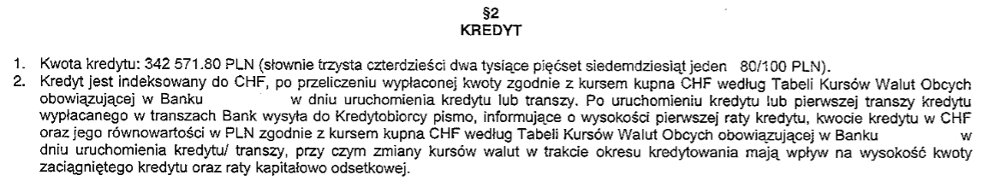 §2
KREDYT
1. Kwota kredytu: 342 571.80 PLN (słownie trzysta czterdzieści dwa tysiące pięćset siedemdziesiąt jeden 80/100 PLN).
2. Kredyt jest indeksowany do CHF, po przeliczeniu wypłaconej kwoty zgodnie z kursem kupna CHF według Tabeli Kursów Walut Obcych
obowiązującej w Banku w dniu uruchomienia kredytu lub transzy. Po uruchomieniu kredytu lub pierwszej transzy kredytu
wypłacanego w transzach Bank wysyła do Kredytobiorcy pismo, informujące o wysokości pierwszej raty kredytu, kwocie kredytu w CHF
oraz jego równowartości w PLN zgodnie z kursem kupna CHF według Tabeli Kursów Walut Obcych obowiązującej w Banku w
dniu uruchomienia kredytu/ transzy, przy czym zmiany kursów walut w trakcie okresu kredytowania mają wpływ na wysokość kwoty
zaciągniętego kredytu oraz raty kapitałowo odsetkowej.